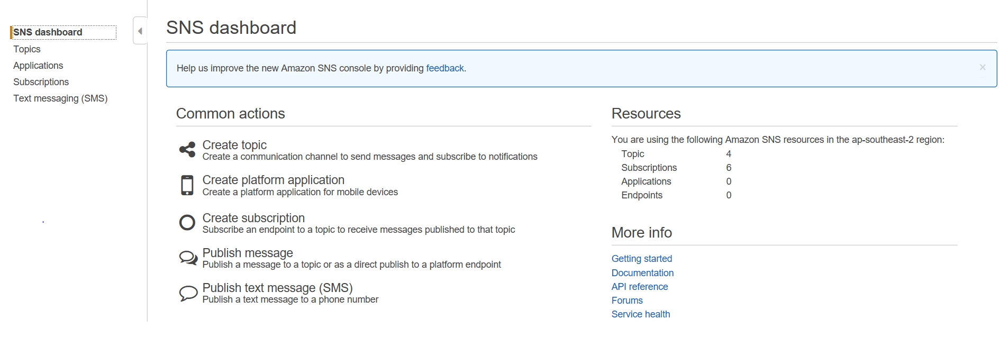 SNS dashboard
Topics
Applications
Subscriptions
Text messaging (SMS)
SNS dashboard
Help us improve the new Amazon SNS console by providing feedback.
Common actions
Create topic
Create a communication channel to send messages and subscribe to notifications
Create platform application
Create a platform application for mobile devices
Create subscription
Subscribe an endpoint to a topic to receive messages published to that topic
Publish message
Publish a message to a topic or as a direct publish to a platform endpoint
Publish text message (SMS)
Publish a text message to a phone number
Resources
You are using the following Amazon SNS resources in the ap-southeast-2 region:
Topic 4
Subscriptions 6
Applications 0
Endpoints 0
More info
Getting started
Documentation
API reference
Forums
Service health